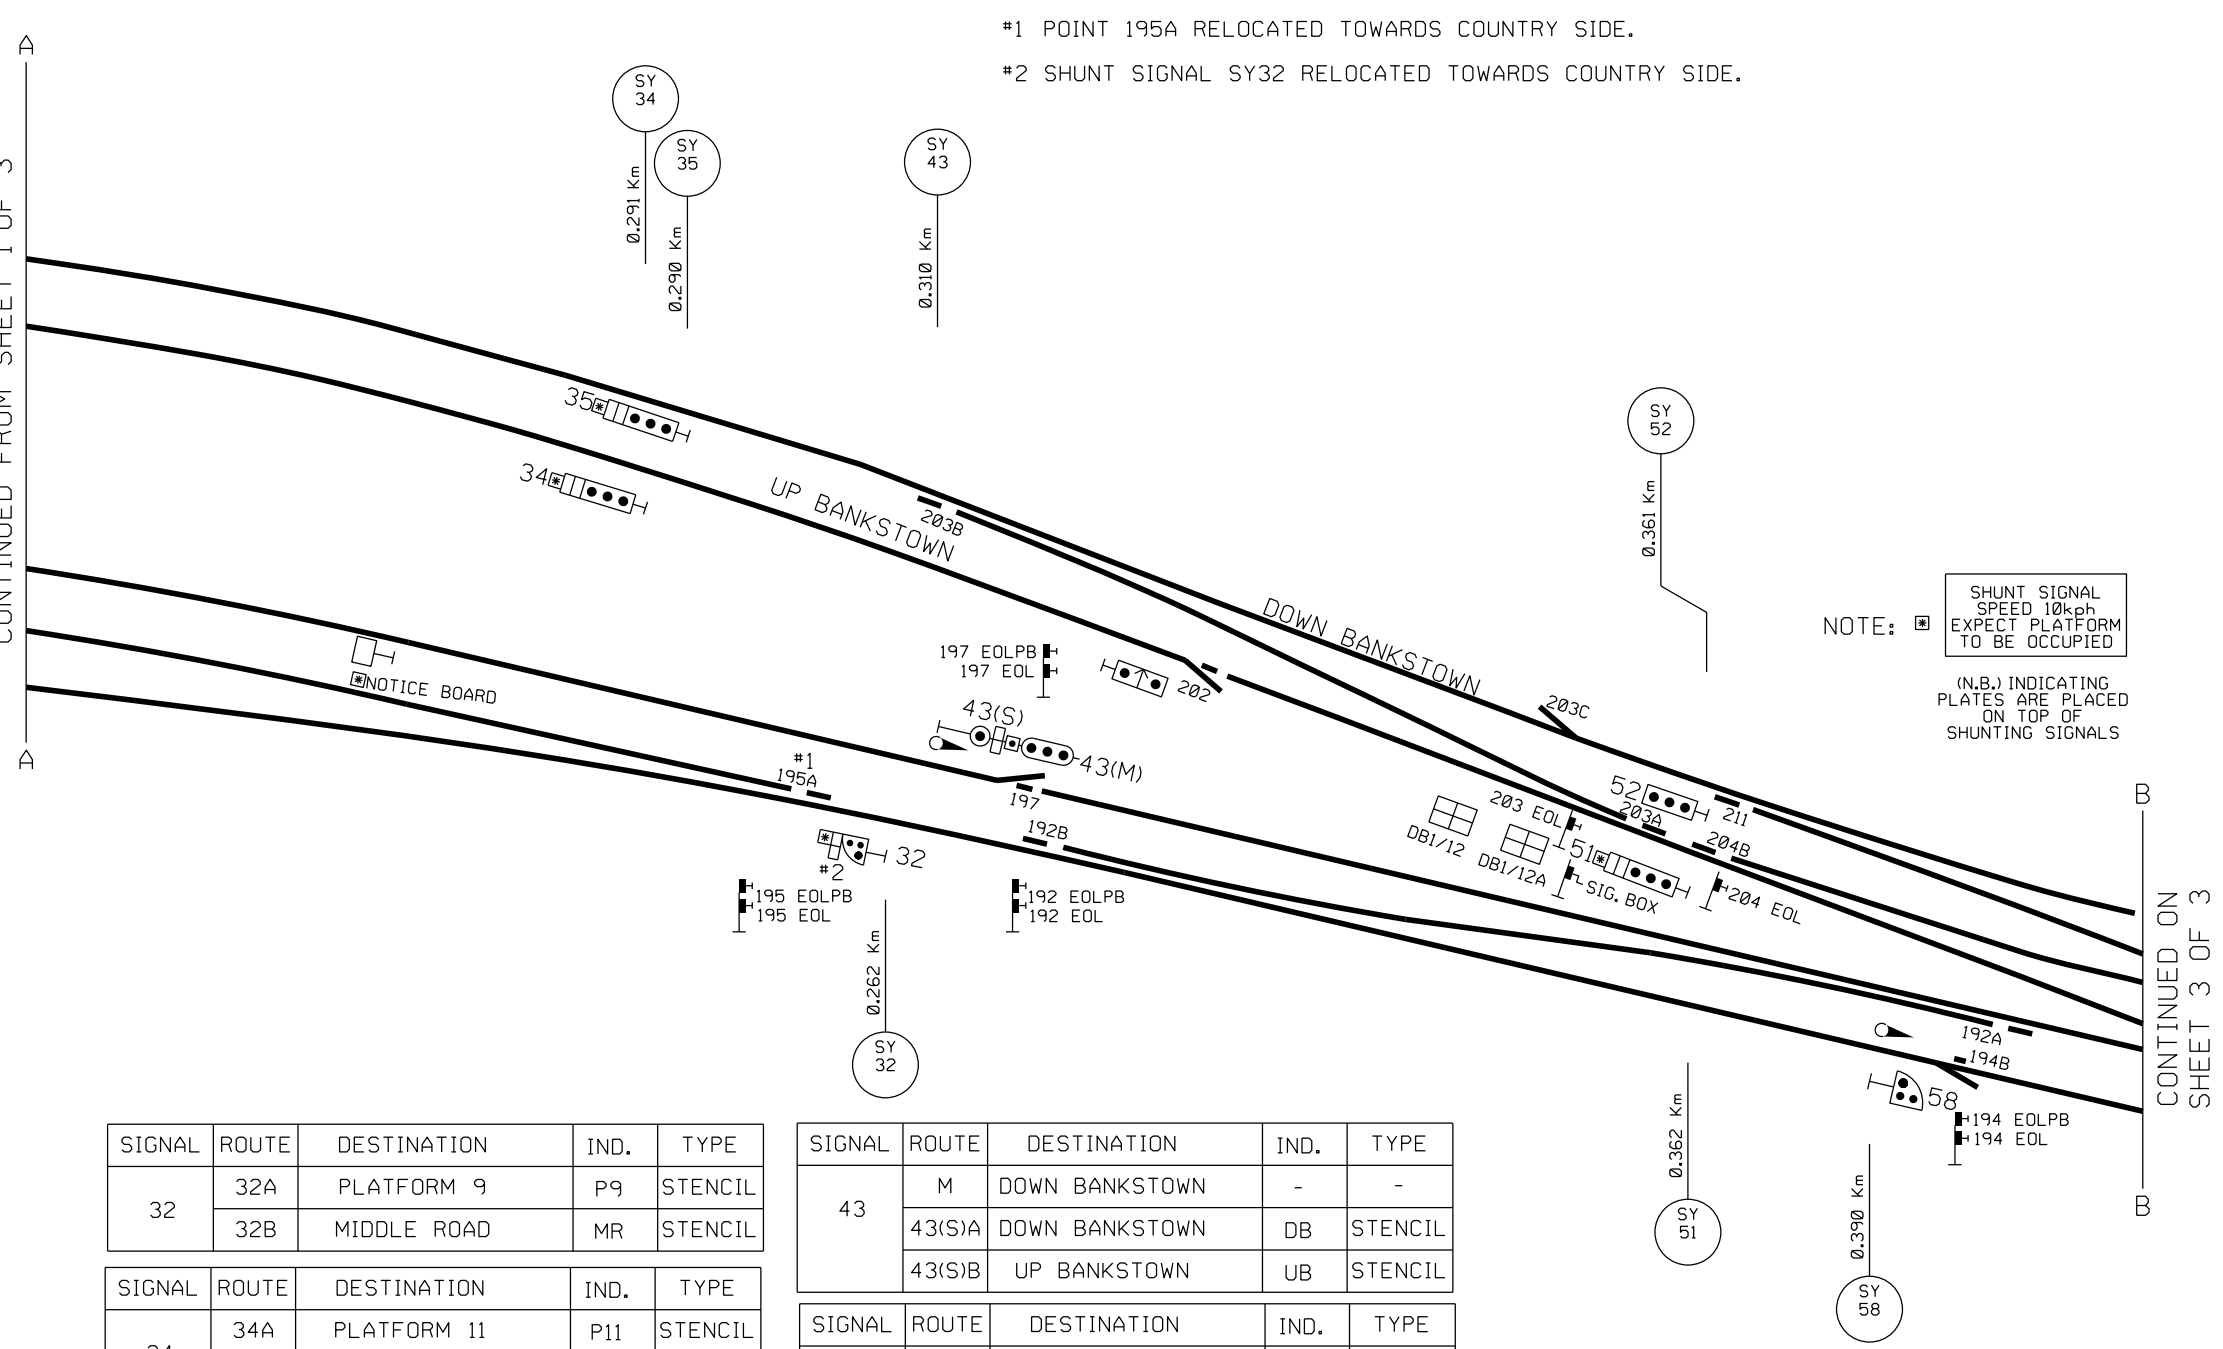 #1 POINT 195A RELOCATED TOWARDS COUNTRY SIDE.
#2 SHUNT SIGNAL SY32 RELOCATED TOWARDS COUNTRY SIDE.
A
CONTINUED FROM SHEET 1 OF 3
A
SY
34
0.291 Km
SY
35
0.290 Km
SY
43
0.310 Km
SY
52
0.361 Km
35
34
UP BANKSTOWN
203B
DOWN BANKSTOWN
203C
NOTE: *
SHUNT SIGNAL
SPEED 10kph
EXPECT PLATFORM
TO BE OCCUPIED
(N.B.) INDICATING
PLATES ARE PLACED
ON TOP OF
SHUNTING SIGNALS
197 EOLPB
197 EOL
202
*NOTICE BOARD
43(S)
43(M)
#1
195A
197
192B
32
#2
195 EOLPB
195 EOL
192 EOLPB
192 EOL
0.262 Km
SY
32
203 EOL
DB1/12
DB1/12A
52
203A
211
204B
51
SIG. BOX
204 EOL
B
CONTINUED ON
SHEET 3 OF 3
B
192A
194B
58
194 EOLPB
194 EOL
0.362 Km
SY
51
0.390 Km
SY
58
SIGNAL ROUTE DESTINATION IND. TYPE
32
32A PLATFORM 9 P9 STENCIL
32B MIDDLE ROAD MR STENCIL
SIGNAL ROUTE DESTINATION IND. TYPE
34A PLATFORM 11 P11 STENCIL
SIGNAL ROUTE DESTINATION IND. TYPE
43
M DOWN BANKSTOWN - -
43(S)A DOWN BANKSTOWN DB STENCIL
43(S)B UP BANKSTOWN UB STENCIL
SIGNAL ROUTE DESTINATION IND. TYPE